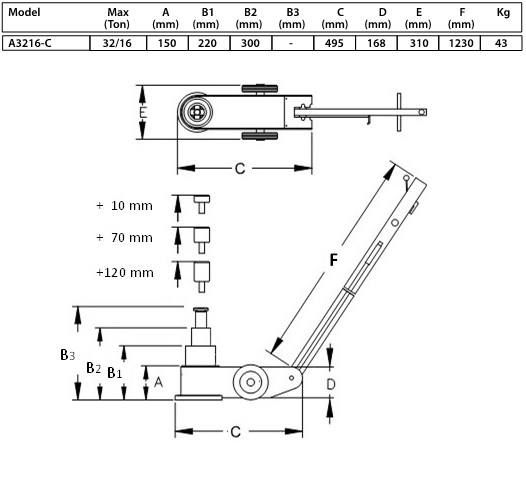 Model Max A B1 B2 B3 C D E F Kg
(Ton) (mm) (mm) (mm) (mm) (mm) (mm) (mm) (mm)
A3216-C 32/16 150 220 300 - 495 168 310 1230 43
E
C
+ 10 mm
+ 70 mm
+120 mm
F
B3
B2
B1
A
D
C